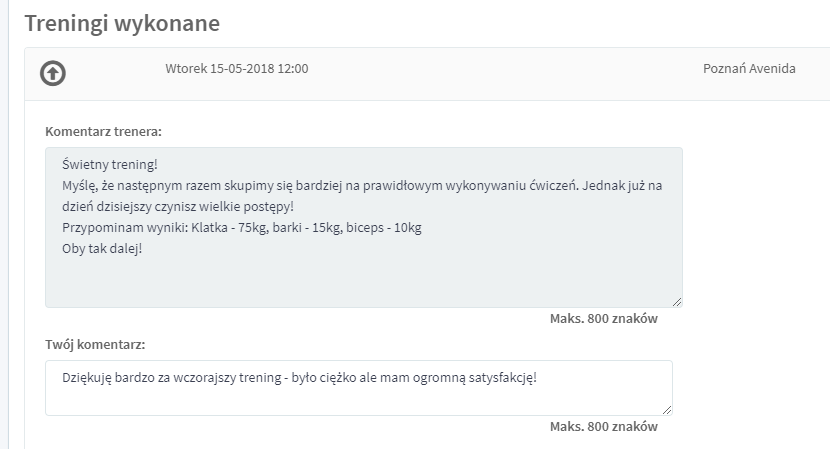 Treningi wykonane
Wtorek 15-05-2018 12:00 Poznań Avenida
Komentarz trenera:
Świetny trening!
Myślę, że następnym razem skupimy się bardziej na prawidłowym wykonywaniu ćwiczeń. Jednak już na
dzień dzisiejszy czynisz wielkie postępy!
Przypominam wyniki: Klatka - 75kg, barki - 15kg, biceps - 10kg
Oby tak dalej!
Maks. 800 znaków
Twój komentarz:
Dziękuję bardzo za wczorajszy trening - było ciężko ale mam ogromną satysfakcję!
Maks. 800 znaków